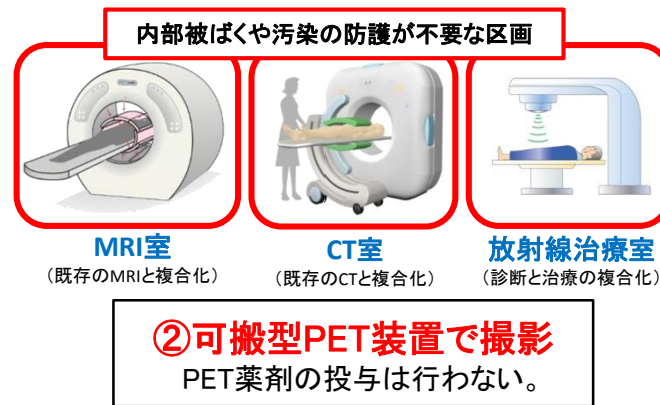 内部被ばくや汚染の防護が不要な区画
MRI室
（既存のMRIと複合化）
CT室
（既存のCTと複合化）
放射線治療室
（診断と治療の複合化）
②可搬型PET装置で撮影
PET薬剤の投与は行わない。